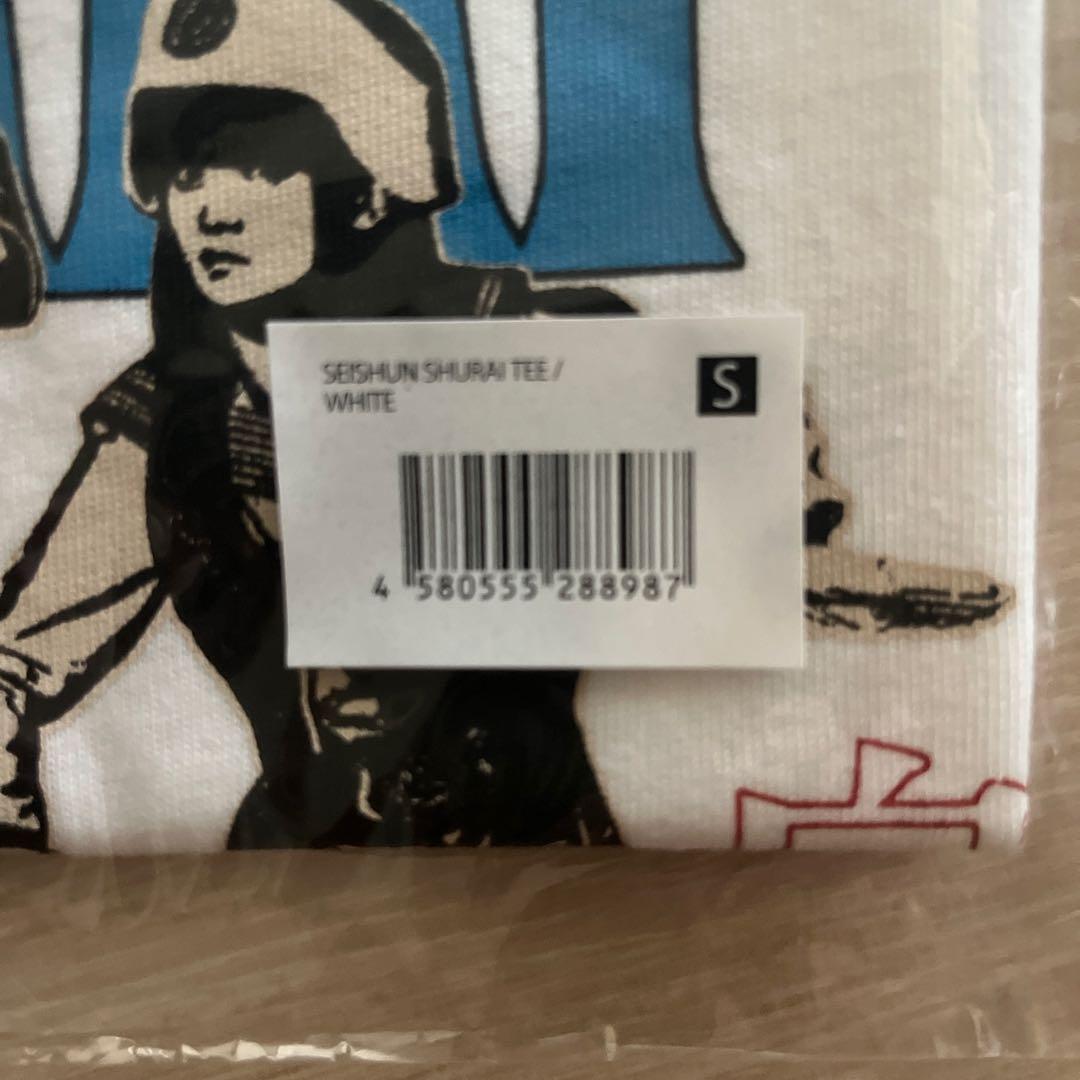 SEISHUN SHURAI TEE /
WHITE
S
4 580555 288987